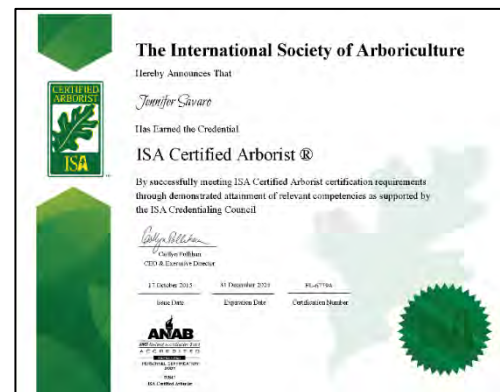 The International Society of Arboriculture
Hereby Announces That
Jennifer Savaro
Has Earned the Credential
ISA Certified Arborist ®
By successfully meeting ISA Certified Arborist certification requirements
through demonstrated attainment of relevant competencies as supported by
the ISA Credentialing Council
Caitlyn Pollihan
CEO & Executive Director
17 October 2015
31 December
Issue Date
Expiration Date
Certification Number
CERTIFIED
ARBORIST
ISA
ANAB
ACCREDITED
PERSONNEL CERTIFICATION
ISA Certified Arborist